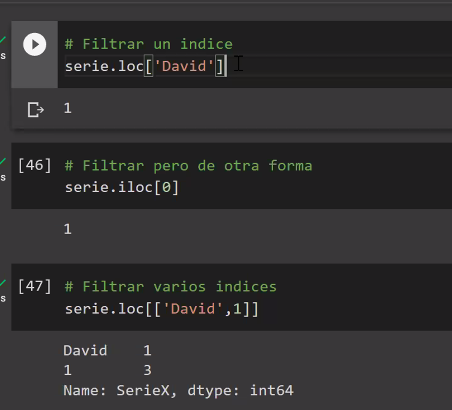 # Filtrar un indice
serie.loc['David']
s
1
[46] # Filtrar pero de otra forma
serie.iloc[0]
s
1
[47] # Filtrar varios indices
serie.loc[['David',1]]
s
David    1
1        3
Name: SerieX, dtype: int64